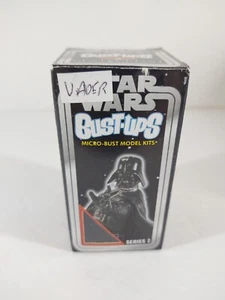 VADER
STAR
WARS
BUST-UPS
MICRO-BUST MODEL KITS
SERIES 2